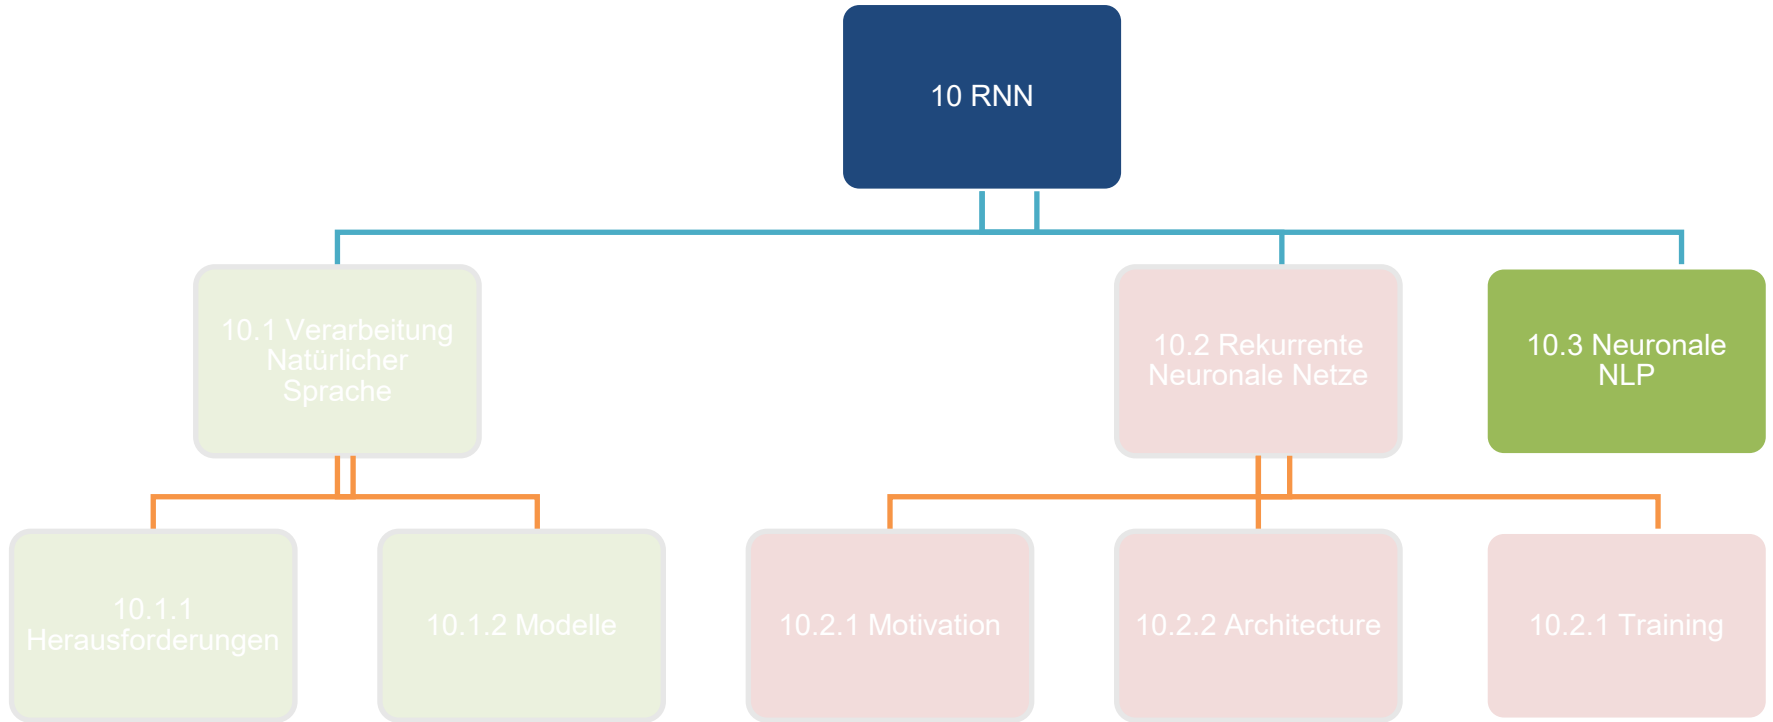 10 RNN
10.1 Verarbeitung
Natürlicher
Sprache
10.2 Rekurrente
Neuronale Netze
10.3 Neuronale
NLP
10.1.1
Herausforderungen
10.1.2 Modelle
10.2.1 Motivation
10.2.2 Architecture
10.2.1 Training